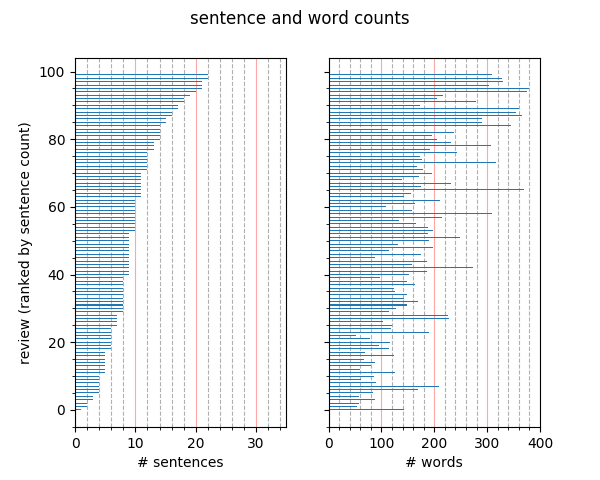 sentence and word counts
review (ranked by sentence count)
100
80
60
40
20
0
0 10 20 30
# sentences
0 100 200 300 400
# words